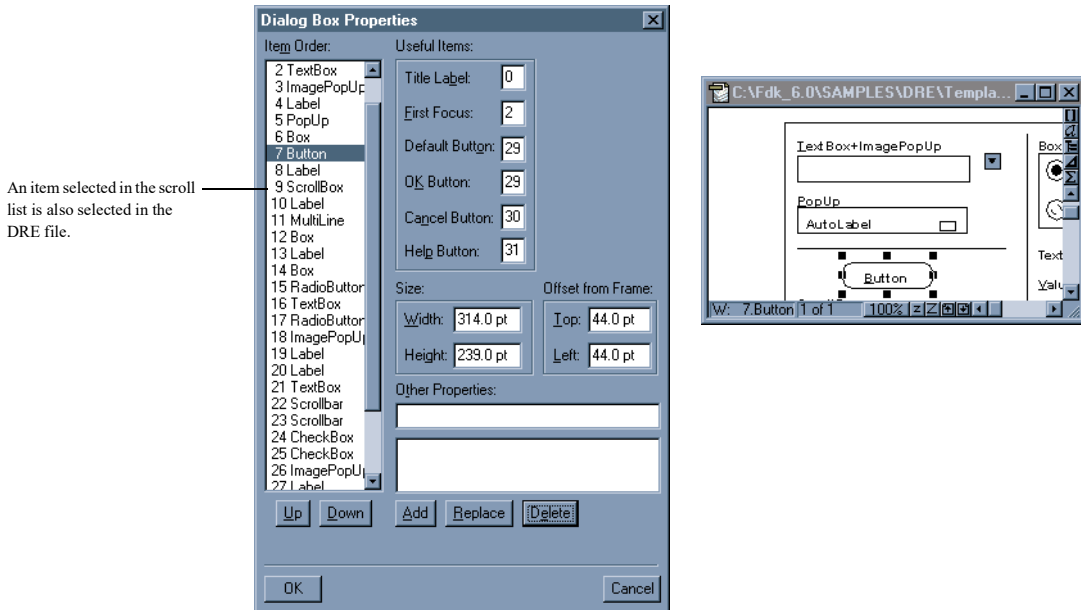 An item selected in the scroll
list is also selected in the
DRE file.
Dialog Box Properties
Item Order:
2 TextBox
3 ImagePopUp
4 Label
5 PopUp
6 Box
7 Button
8 Label
9 ScrollBox
10 Label
11 MultiLine
12 Box
13 Label
14 Box
15 RadioButton
16 TextBox
17 RadioButton
18 ImagePopUp
19 Label
20 Label
21 TextBox
22 Scrollbar
23 Scrollbar
24 CheckBox
25 CheckBox
26 ImagePopUp
27 Label
Up Down
Useful Items:
Title Label: 0
First Focus: 2
Default Button: 29
OK Button: 29
Cancel Button: 30
Help Button: 31
Size:
Width: 314.0 pt
Height: 239.0 pt
Offset from Frame:
Top: 44.0 pt
Left: 44.0 pt
Other Properties:
Add Replace Delete
OK Cancel
C:\Fdk_6.0\SAMPLES\DRE\Templa...
TextBox+ImagePopUp
PopUp
AutoLabel
Button
Box
Text
Valu
W: 7.Button 1 of 1 100% z Z